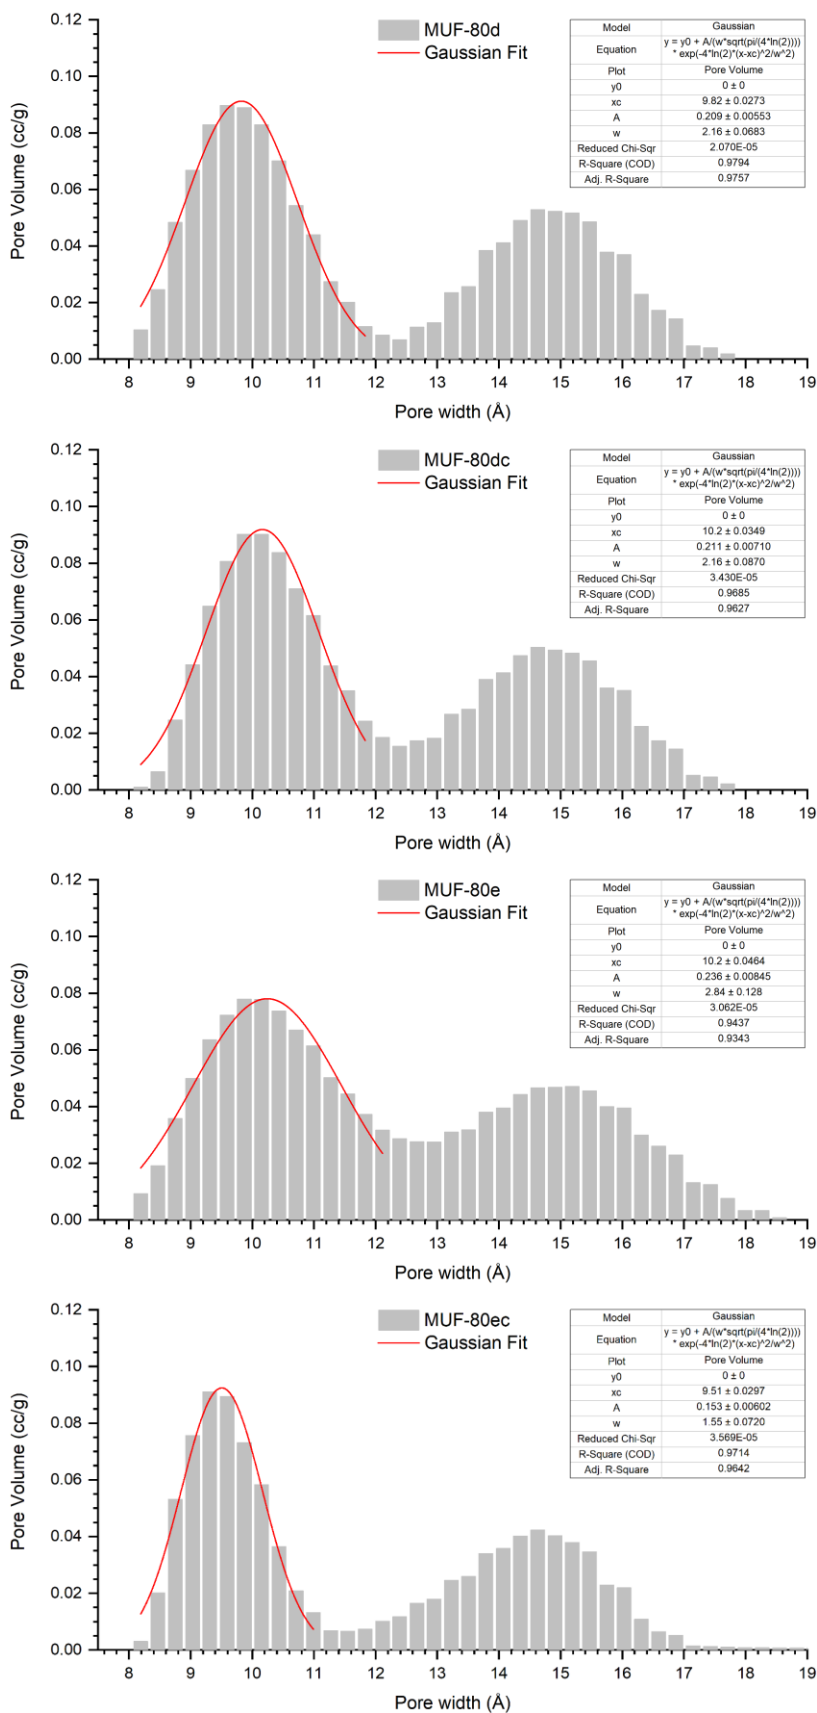 MUF-80d
Gaussian Fit
Model Gaussian
Equation y = y0 + A/(w*sqrt(pi/(4*ln(2))))
* exp(-4*ln(2)*(x-xc)^2/w^2)
Plot Pore Volume
y0 0 ± 0
xc 9.82 ± 0.0273
A 0.209 ± 0.00553
w 2.16 ± 0.0683
Reduced Chi-Sqr 2.070E-05
R-Square (COD) 0.9794
Adj. R-Square 0.9757
Pore Volume (cc/g)
0.12
0.10
0.08
0.06
0.04
0.02
0.00
8 9 10 11 12 13 14 15 16 17 18 19
Pore width (Å)
MUF-80dc
Gaussian Fit
Model Gaussian
Equation y = y0 + A/(w*sqrt(pi/(4*ln(2))))
* exp(-4*ln(2)*(x-xc)^2/w^2)
Plot Pore Volume
y0 0 ± 0
xc 10.2 ± 0.0349
A 0.211 ± 0.00710
w 2.16 ± 0.0870
Reduced Chi-Sqr 3.430E-05
R-Square (COD) 0.9685
Adj. R-Square 0.9627
Pore Volume (cc/g)
0.12
0.10
0.08
0.06
0.04
0.02
0.00
8 9 10 11 12 13 14 15 16 17 18 19
Pore width (Å)
MUF-80e
Gaussian Fit
Model Gaussian
Equation y = y0 + A/(w*sqrt(pi/(4*ln(2))))
* exp(-4*ln(2)*(x-xc)^2/w^2)
Plot Pore Volume
y0 0 ± 0
xc 10.2 ± 0.0464
A 0.236 ± 0.00845
w 2.84 ± 0.128
Reduced Chi-Sqr 3.062E-05
R-Square (COD) 0.9437
Adj. R-Square 0.9343
Pore Volume (cc/g)
0.12
0.10
0.08
0.06
0.04
0.02
0.00
8 9 10 11 12 13 14 15 16 17 18 19
Pore width (Å)
MUF-80ec
Gaussian Fit
Model Gaussian
Equation y = y0 + A/(w*sqrt(pi/(4*ln(2))))
* exp(-4*ln(2)*(x-xc)^2/w^2)
Plot Pore Volume
y0 0 ± 0
xc 9.51 ± 0.0297
A 0.153 ± 0.00602
w 1.55 ± 0.0720
Reduced Chi-Sqr 3.569E-05
R-Square (COD) 0.9714
Adj. R-Square 0.9642
Pore Volume (cc/g)
0.12
0.10
0.08
0.06
0.04
0.02
0.00
8 9 10 11 12 13 14 15 16 17 18 19
Pore width (Å)